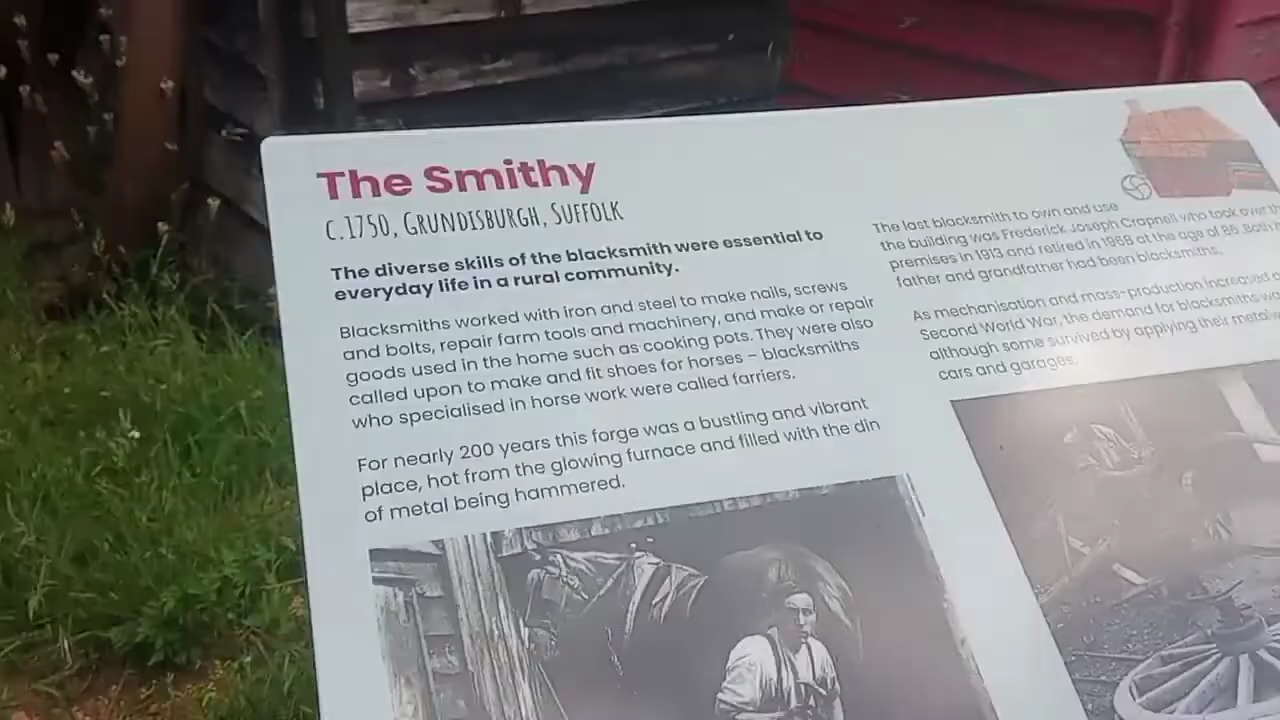 The Smithy
c.1750, Grundisburgh, Suffolk
The diverse skills of the blacksmith were essential to
everyday life in a rural community.
Blacksmiths worked with iron and steel to make nails, screws
and bolts, repair farm tools and machinery, and make or repair
goods used in the home such as cooking pots. They were also
called upon to make and fit shoes for horses – blacksmiths
who specialised in horse work were called farriers.
For nearly 200 years this forge was a bustling and vibrant
place, hot from the glowing furnace and filled with the din
of metal being hammered.
The last blacksmith to own and use
the building was Frederick Joseph Crapnell who took over the
premises in 1913 and retired in 1968 at the age of 86. Both
father and grandfather had been blacksmiths.
As mechanisation and mass-production increased
Second World War, the demand for blacksmiths
although some survived by applying their
cars and garages.